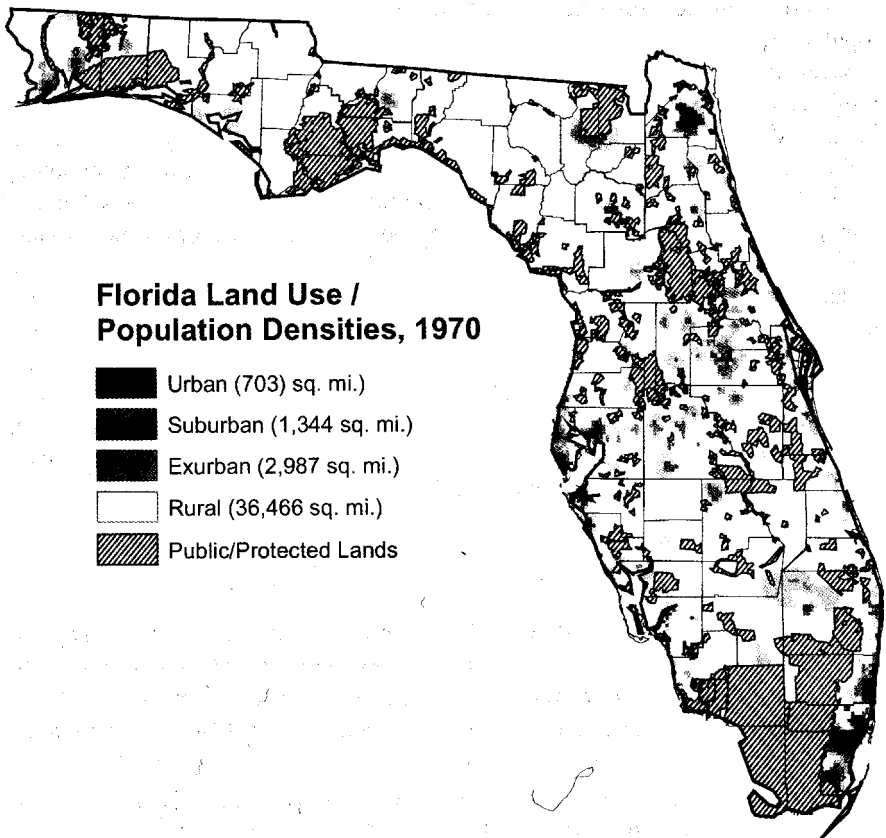 Florida Land Use /
Population Densities, 1970
Urban (703) sq. mi.)
Suburban (1,344 sq. mi.)
Exurban (2,987 sq. mi.)
Rural (36,466 sq. mi.)
Public/Protected Lands